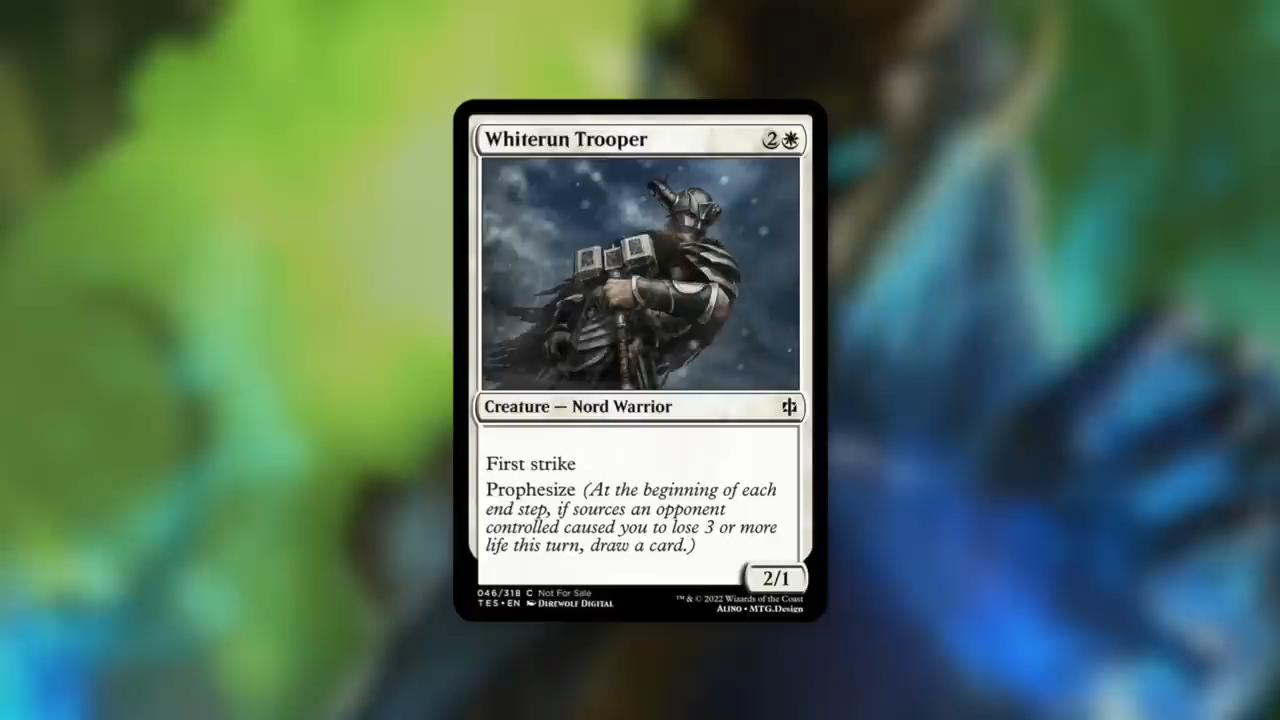 Whiterun Trooper 2
Creature — Nord Warrior
First strike
Prophesize (At the beginning of each
end step, if sources an opponent
controlled caused you to lose 3 or more
life this turn, draw a card.)
2/1
046/318 C Not For Sale
TES • EN Direwolf Digital
™ & © 2022 Wizards of the Coast
Alino • MTG.Design